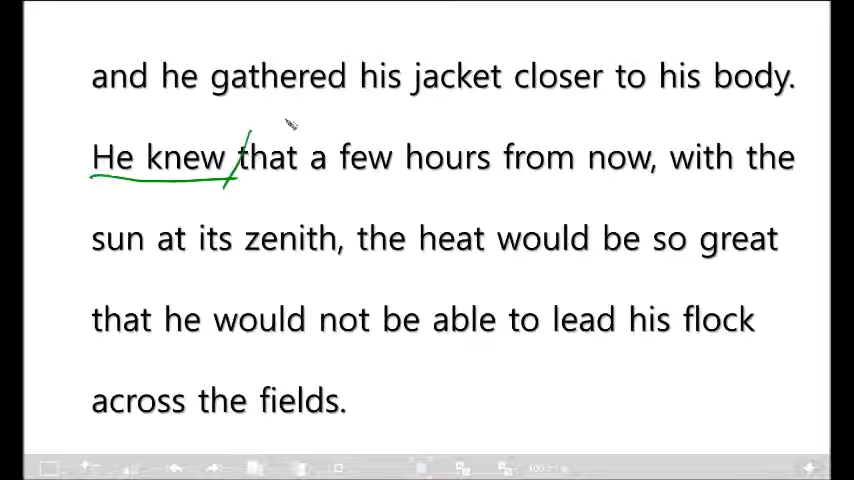 and he gathered his jacket closer to his body.
He knew that a few hours from now, with the
sun at its zenith, the heat would be so great
that he would not be able to lead his flock
across the fields.